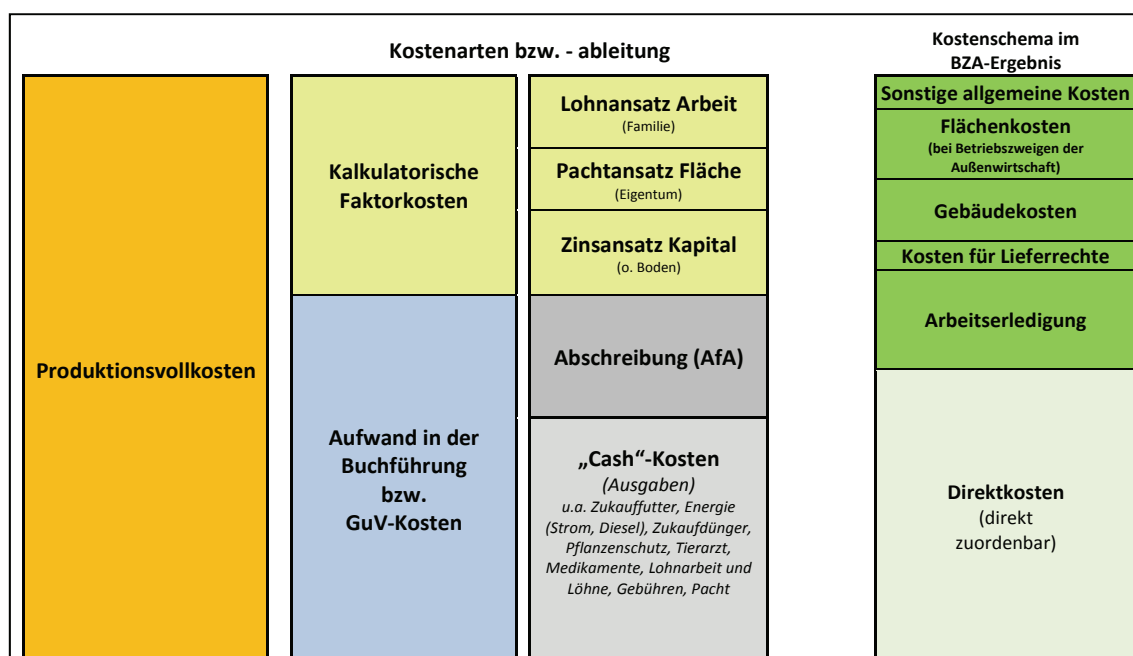 Kostenarten bzw. - ableitung
Kostenschema im
BZA-Ergebnis
Produktionsvollkosten
Kalkulatorische
Faktorkosten
Aufwand in der
Buchführung
bzw.
GuV-Kosten
Lohnansatz Arbeit
(Familie)
Pachtansatz Fläche
(Eigentum)
Zinsansatz Kapital
(o. Boden)
Abschreibung (AfA)
„Cash“-Kosten
(Ausgaben)
u.a. Zukauffutter, Energie
(Strom, Diesel), Zukaufdünger,
Pflanzenschutz, Tierarzt,
Medikamente, Lohnarbeit und
Löhne, Gebühren, Pacht
Sonstige allgemeine Kosten
Flächenkosten
(bei Betriebszweigen der
Außenwirtschaft)
Gebäudekosten
Kosten für Lieferrechte
Arbeitserledigung
Direktkosten
(direkt
zuordenbar)